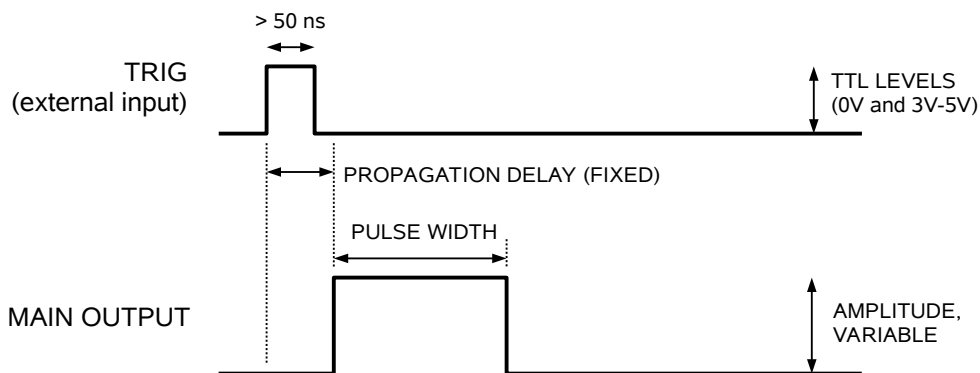 > 50 ns
TRIG
(external input)
TTL LEVELS
(0V and 3V-5V)
PROPAGATION DELAY (FIXED)
PULSE WIDTH
MAIN OUTPUT
AMPLITUDE,
VARIABLE